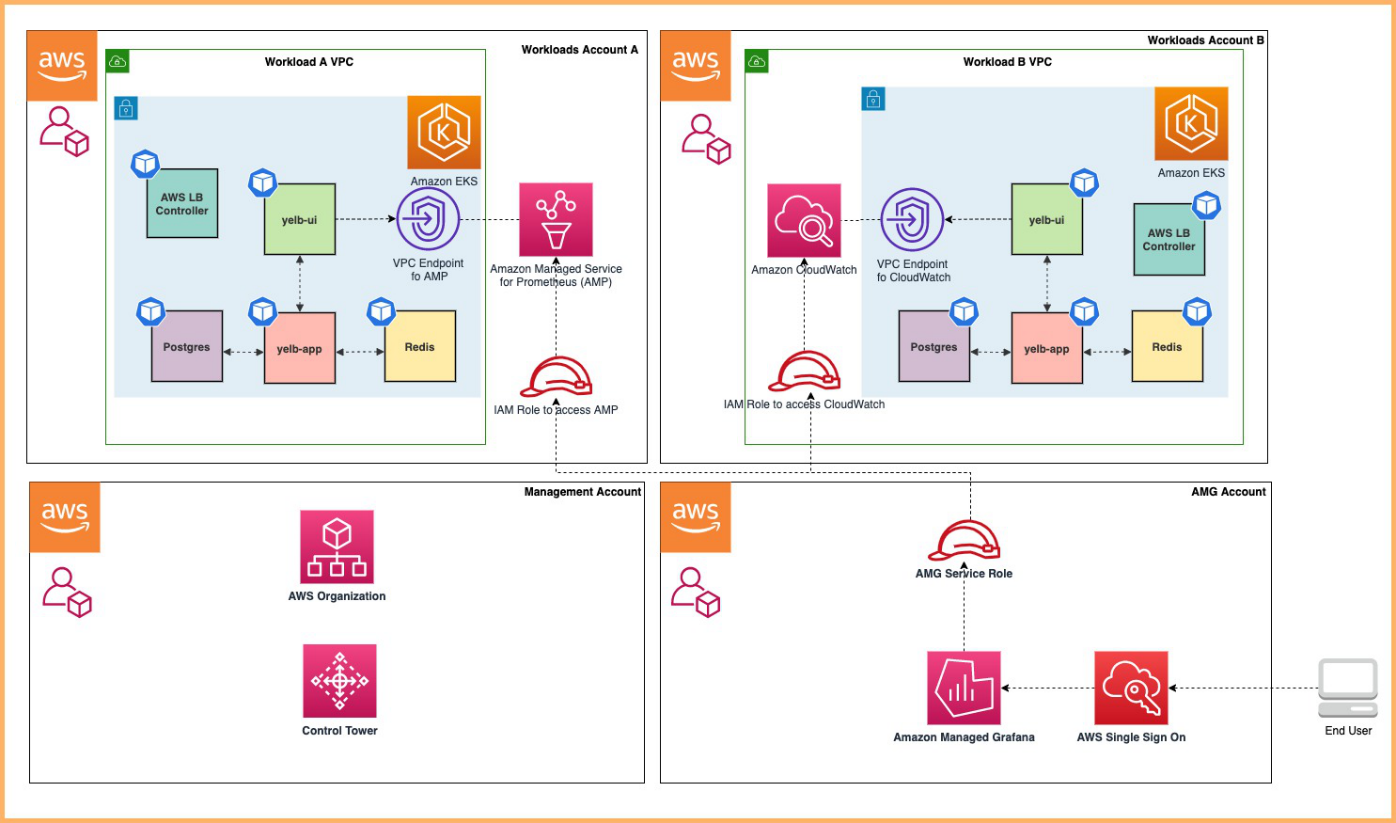 aws
Workloads Account A
Workload A VPC
Amazon EKS
AWS LB
Controller
yelb-ui
VPC Endpoint
fo AMP
Amazon Managed Service
for Prometheus (AMP)
Postgres
yelb-app
Redis
IAM Role to access AMP
aws
Workloads Account B
Workload B VPC
Amazon EKS
Amazon CloudWatch
VPC Endpoint
fo CloudWatch
yelb-ui
AWS LB
Controller
Postgres
yelb-app
Redis
IAM Role to access CloudWatch
aws
Management Account
AWS Organization
Control Tower
aws
AMG Account
AMG Service Role
Amazon Managed Grafana
AWS Single Sign On
End User